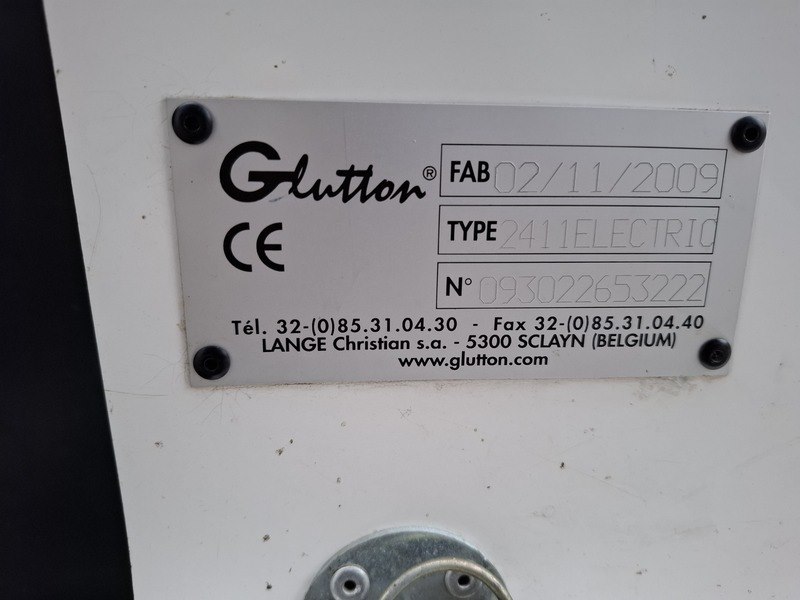 Glutton®
CE
FAB 02/11/2009
TYPE 2411ELECTRIC
N° 093022653222
Tél. 32-(0)85.31.04.30 - Fax 32-(0)85.31.04.40
LANGE Christian s.a. - 5300 SCLAYN (BELGIUM)
www.glutton.com